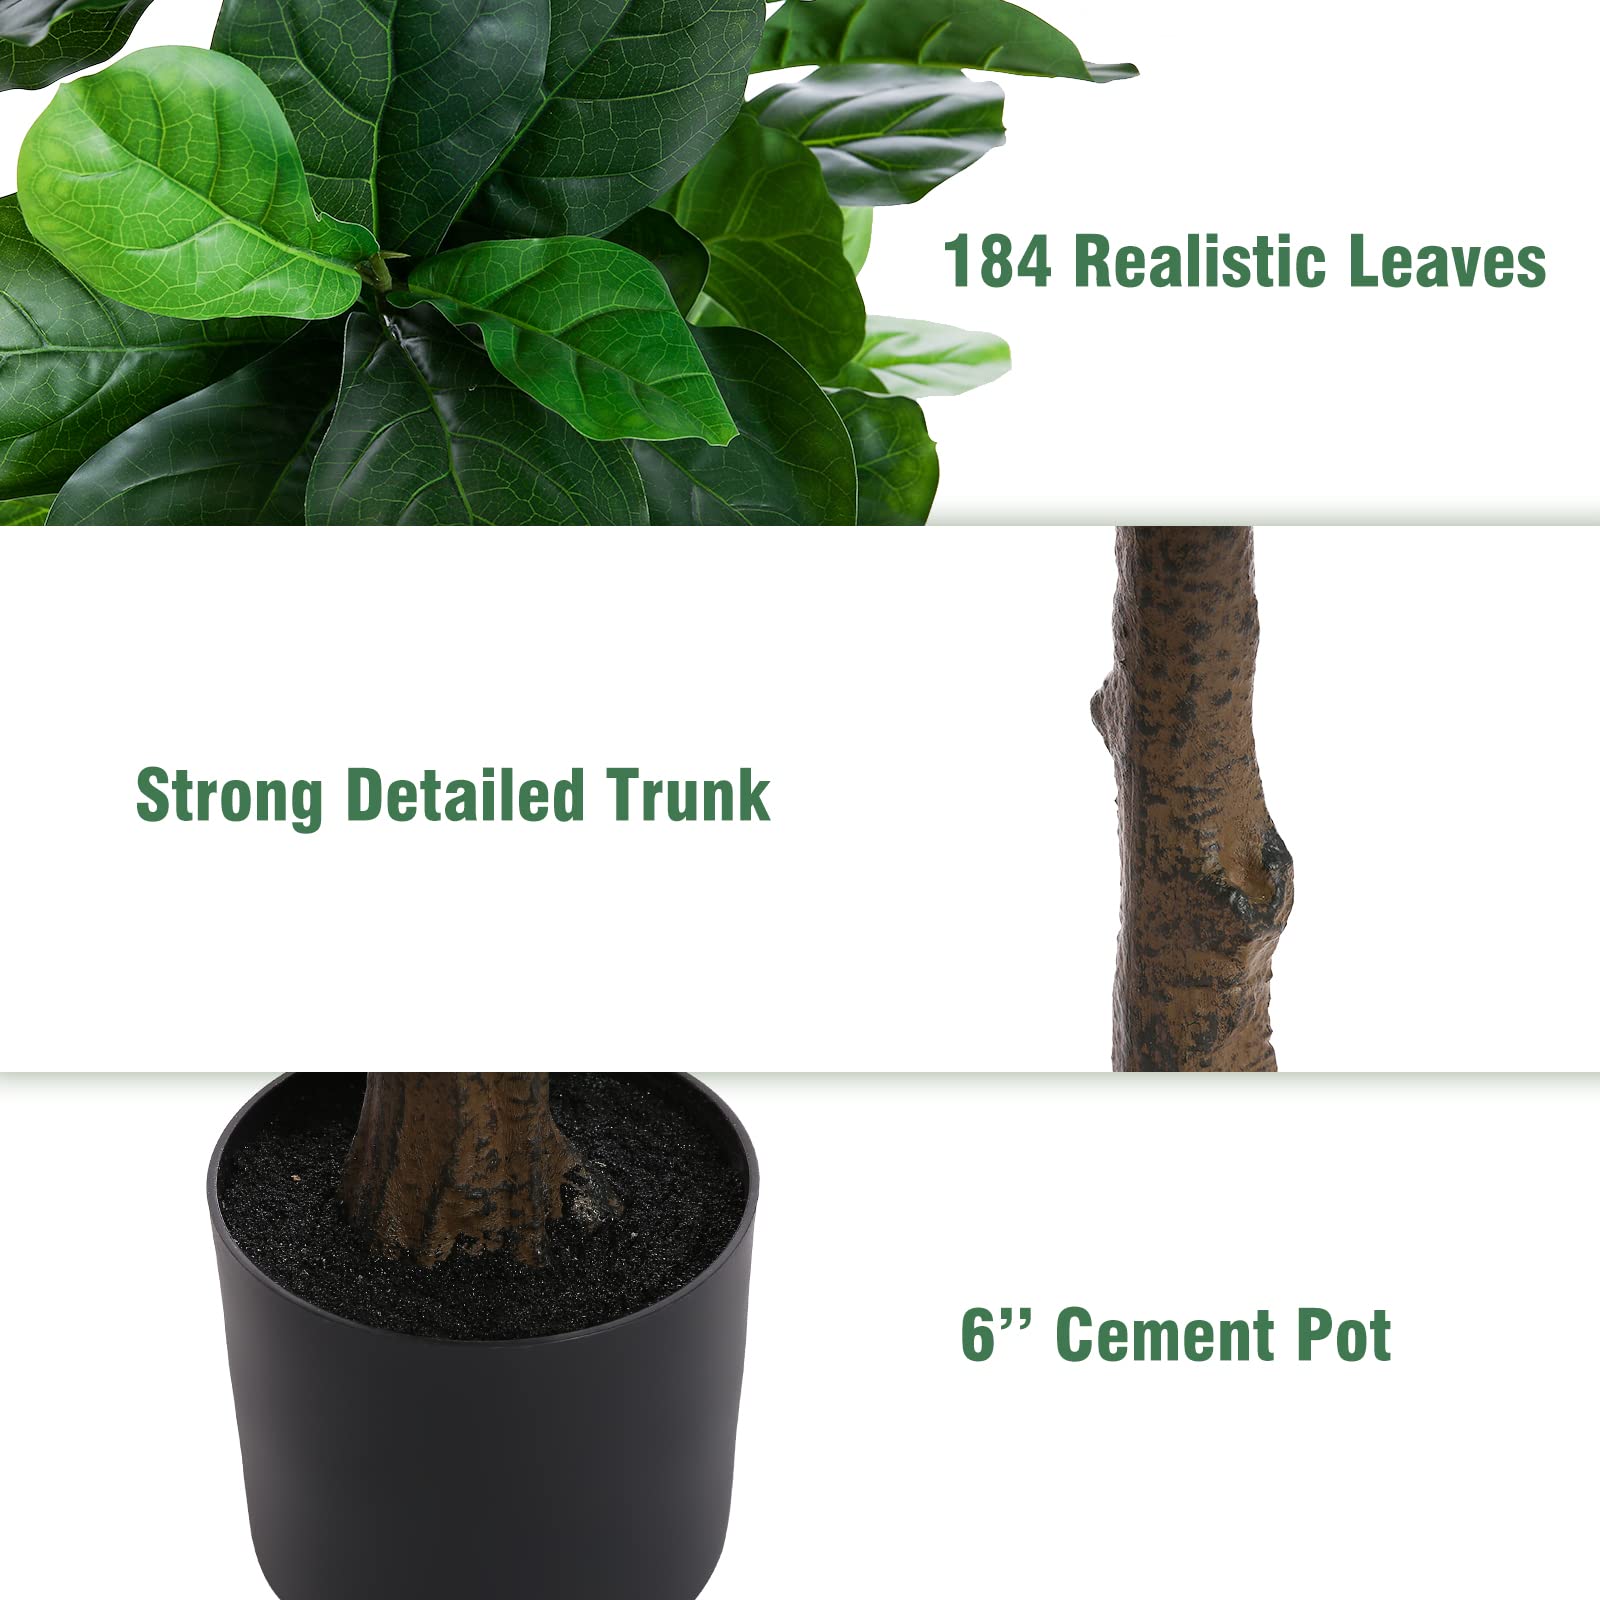 184 Realistic Leaves
Strong Detailed Trunk
6’’ Cement Pot